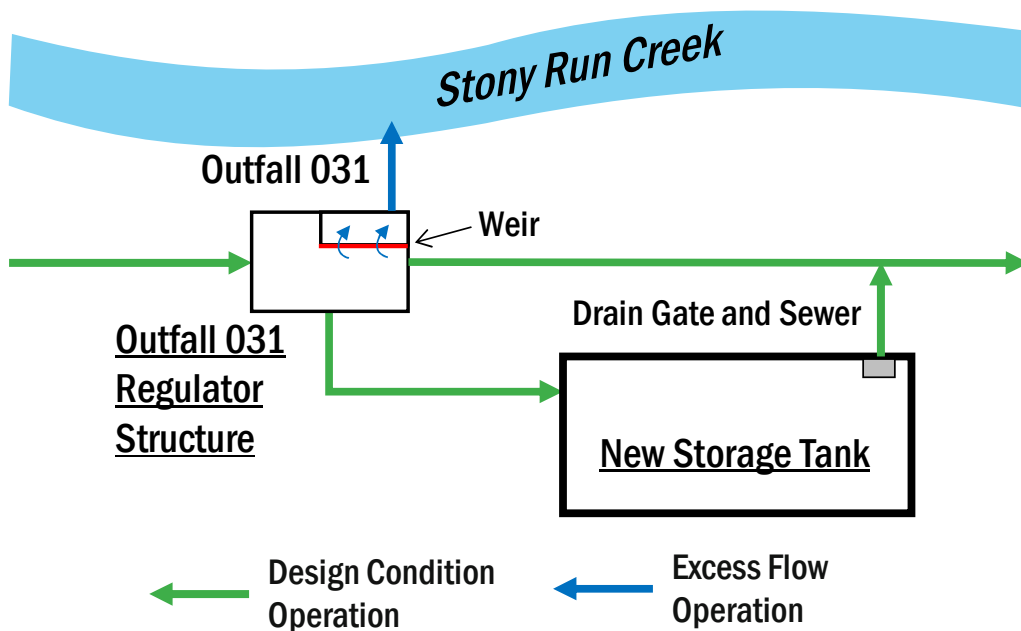 Stony Run Creek
Outfall 031
Weir
Drain Gate and Sewer
Outfall 031
Regulator
Structure
New Storage Tank
Design Condition
Operation
Excess Flow
Operation